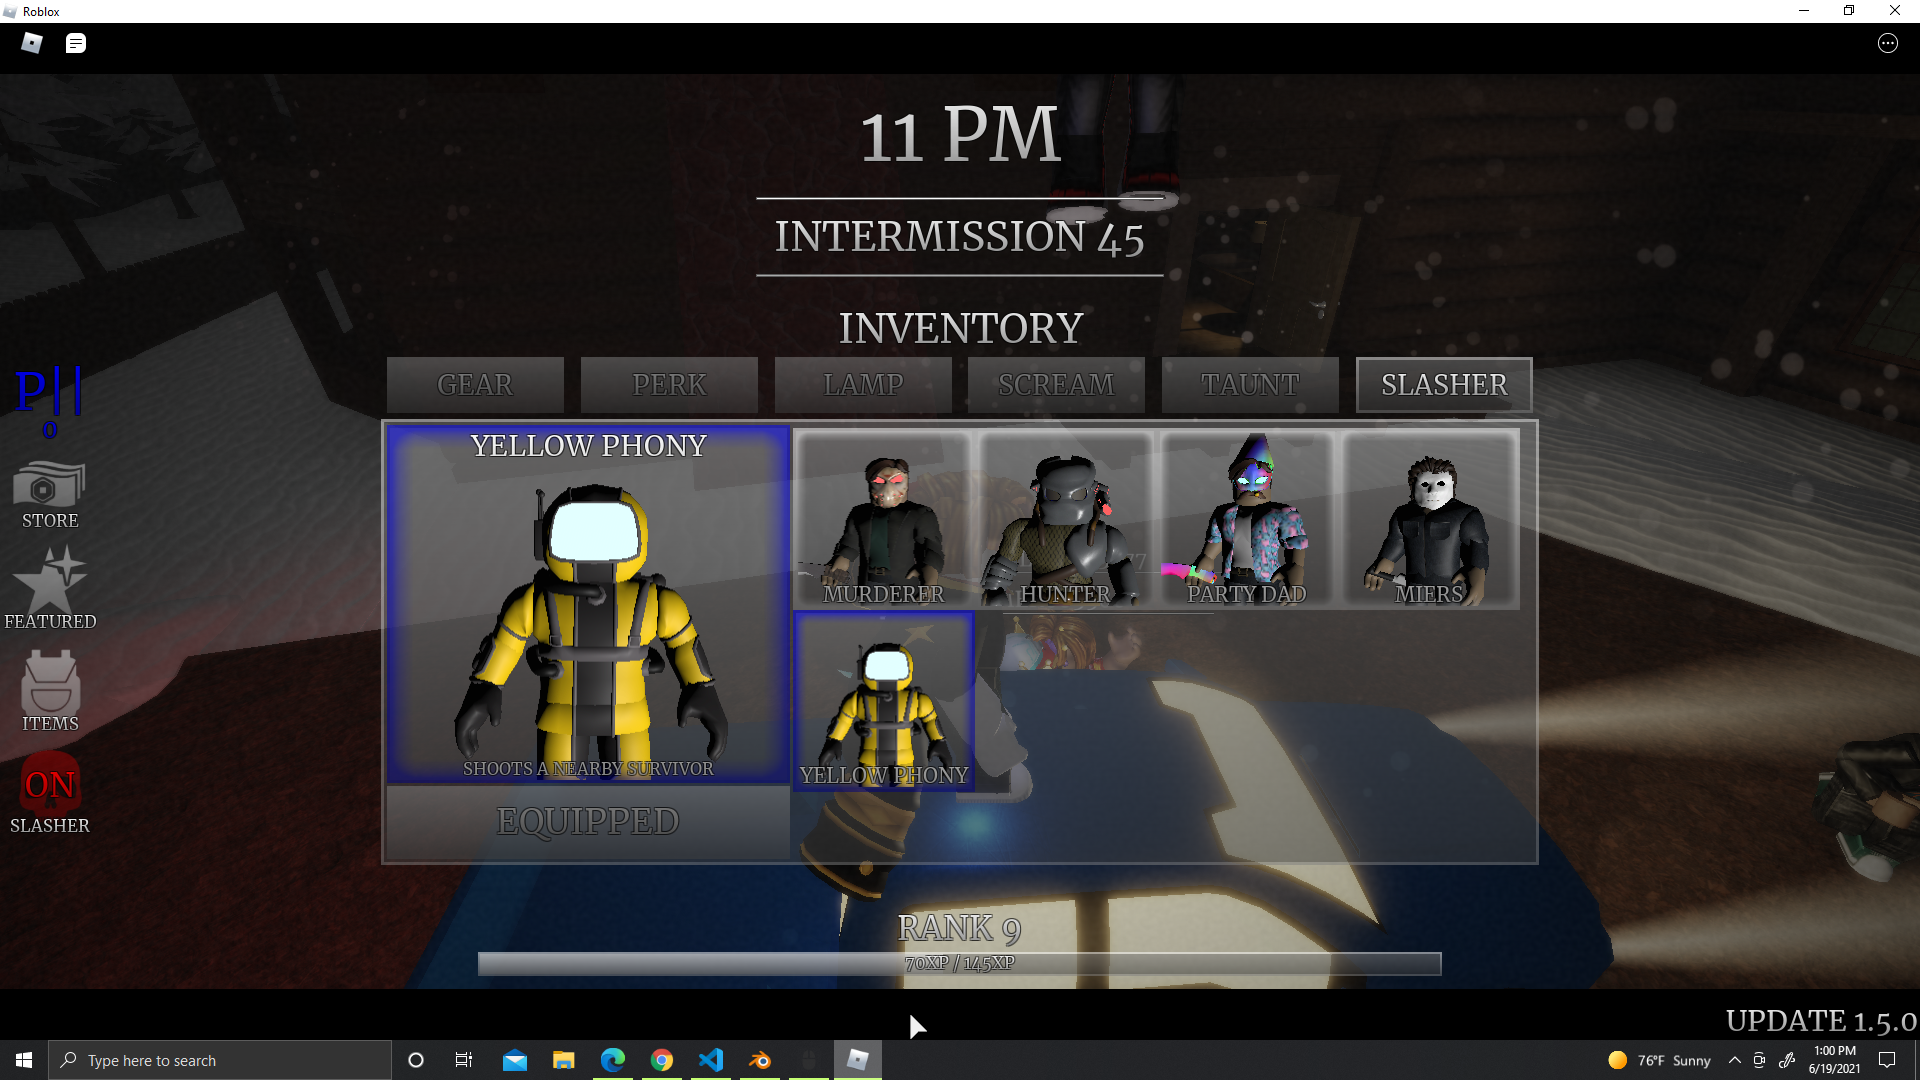 Roblox
11 PM
INTERMISSION 45
INVENTORY
GEAR
PERK
LAMP
SCREAM
TAUNT
SLASHER
P||
0
STORE
FEATURED
ITEMS
ON
SLASHER
YELLOW PHONY
SHOOTS A NEARBY SURVIVOR
EQUIPPED
MURDERER
HUNTER
PARTY DAD
MIERS
YELLOW PHONY
RANK 9
70XP / 145XP
UPDATE 1.5.0
Type here to search
76°F Sunny
1:00 PM
6/19/2021